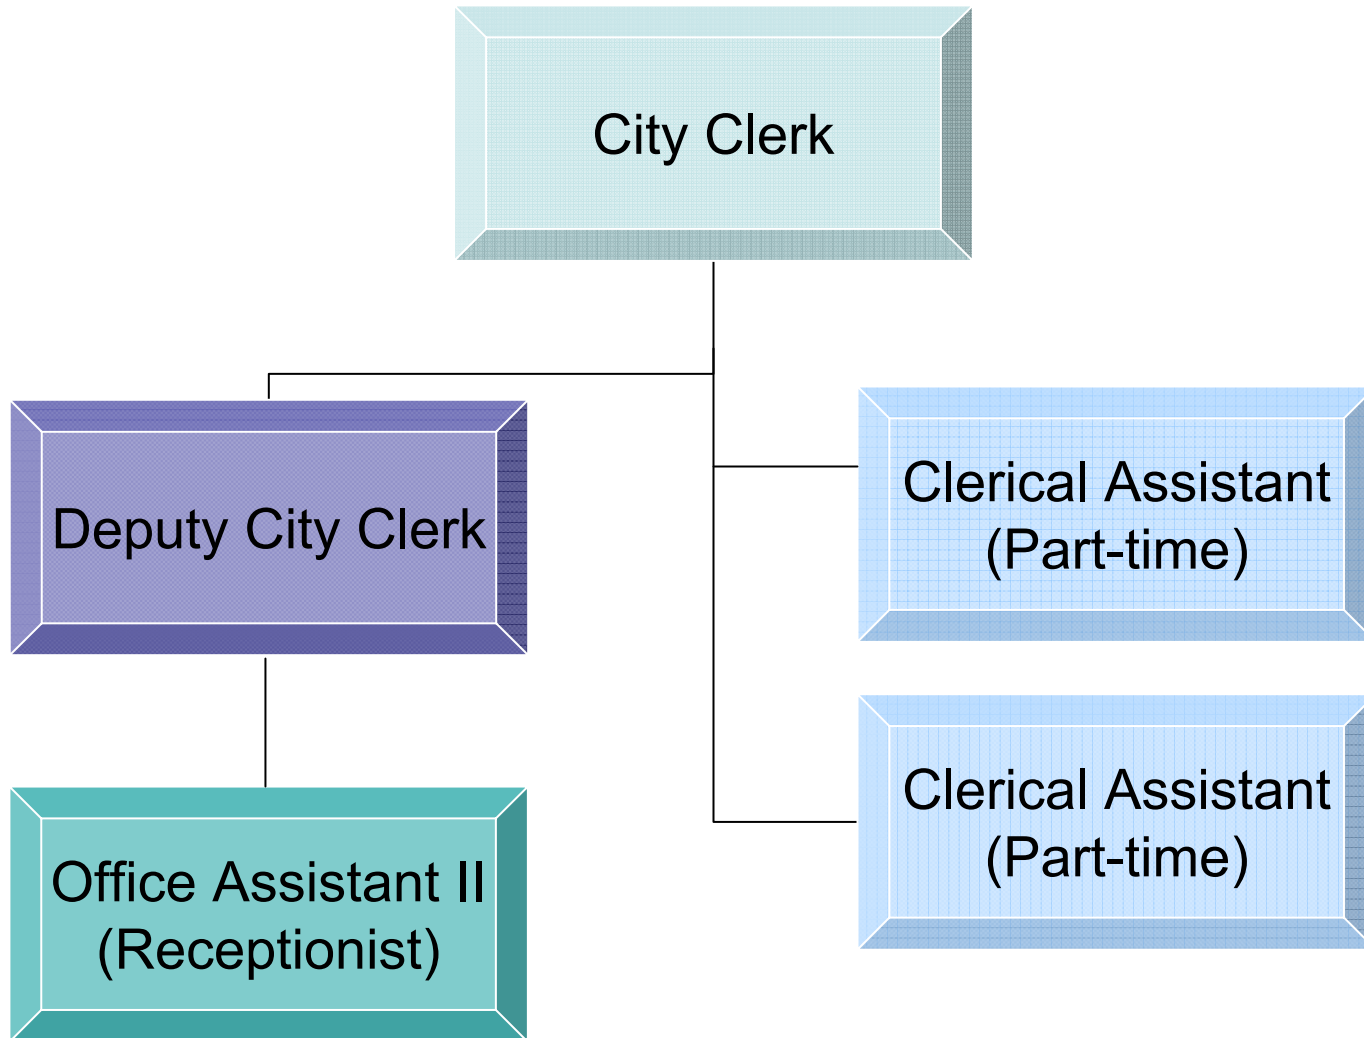 City Clerk
Deputy City Clerk
Clerical Assistant
(Part-time)
Clerical Assistant
(Part-time)
Office Assistant II
(Receptionist)